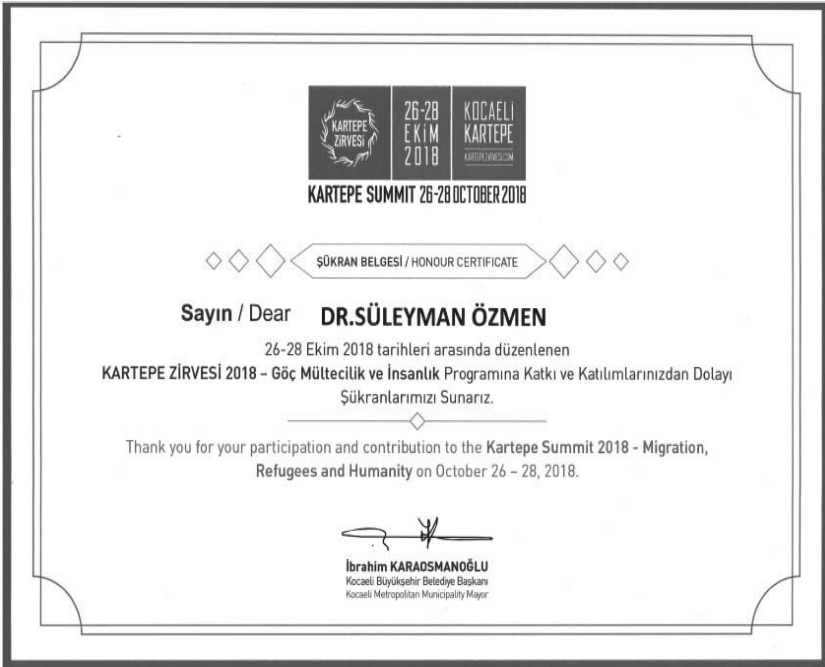 KARTEPE
ZİRVESİ
26-28
EKİM
2018
KOCAELİ
KARTEPE
KARTEPEZIRVESI.COM
KARTEPE SUMMIT 26-28 OCTOBER 2018
ŞÜKRAN BELGESİ / HONOUR CERTIFICATE
Sayın / Dear DR.SÜLEYMAN ÖZMEN
26-28 Ekim 2018 tarihleri arasında düzenlenen
KARTEPE ZİRVESİ 2018 – Göç Mültecilik ve İnsanlık Programına Katkı ve Katılımlarınızdan Dolayı
Şükranlarımızı Sunarız.
Thank you for your participation and contribution to the Kartepe Summit 2018 - Migration,
Refugees and Humanity on October 26 – 28, 2018.
İbrahim KARAOSMANOĞLU
Kocaeli Büyükşehir Belediye Başkanı
Kocaeli Metropolitan Municipality Mayor